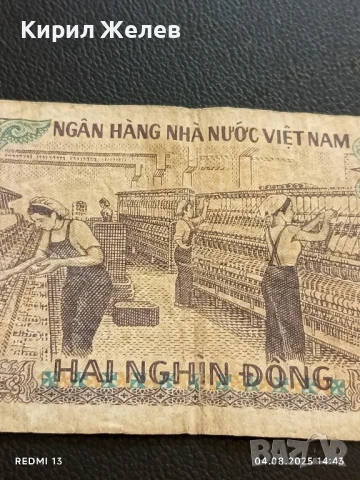 Кирил Желев
NGÂN HÀNG NHÀ NƯỚC VIỆT NAM
HAI NGHÌN ĐỒNG
REDMI 13
04.08.2025 14:43